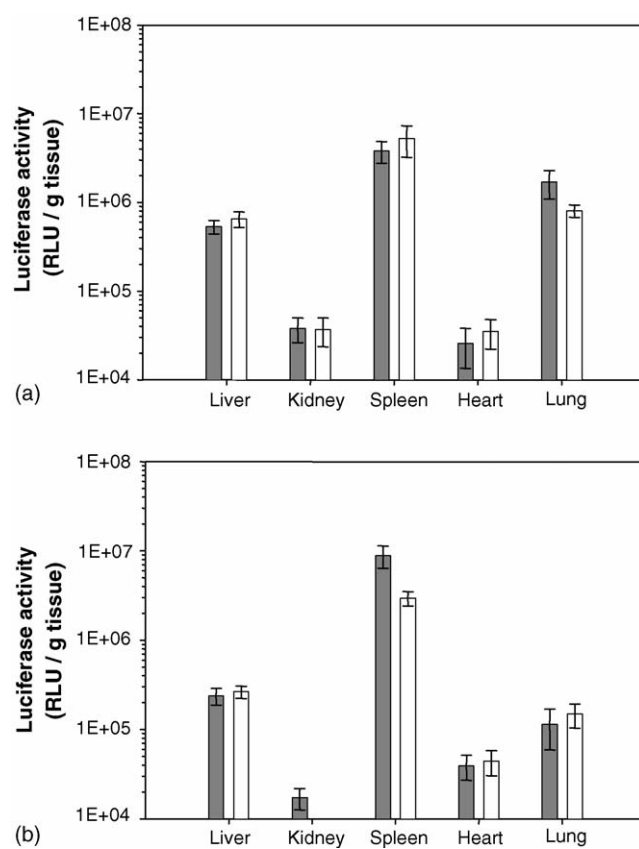 1E+08
1E+07
1E+06
1E+05
1E+04
Luciferase activity
(RLU / g tissue)
(a)
Liver Kidney Spleen Heart Lung
1E+08
1E+07
1E+06
1E+05
1E+04
Luciferase activity
(RLU / g tissue)
(b)
Liver Kidney Spleen Heart Lung